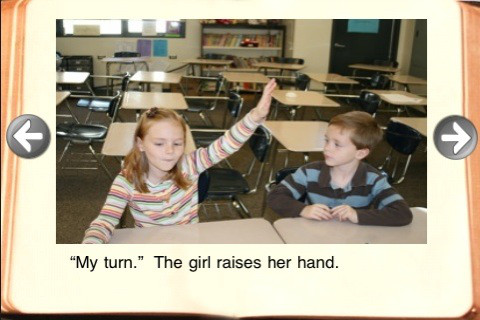 “My turn.”  The girl raises her hand.